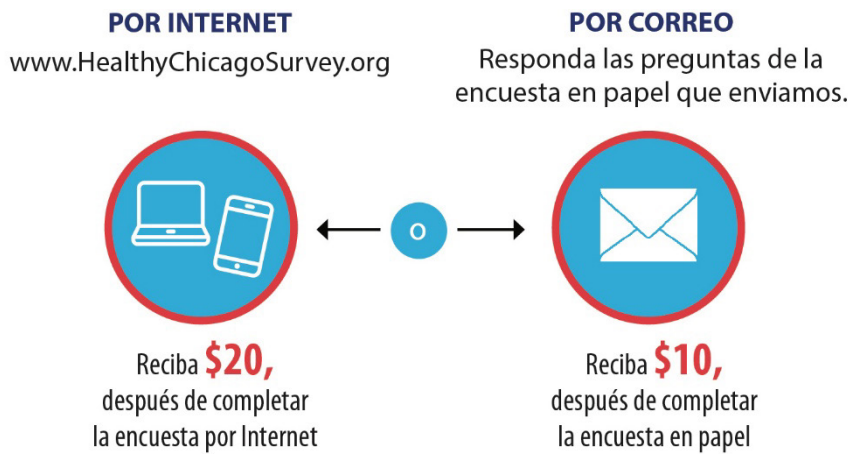 POR INTERNET
www.HealthyChicagoSurvey.org
POR CORREO
Responda las preguntas de la
encuesta en papel que enviamos.
O
Reciba $20,
después de completar
la encuesta por Internet
Reciba $10,
después de completar
la encuesta en papel